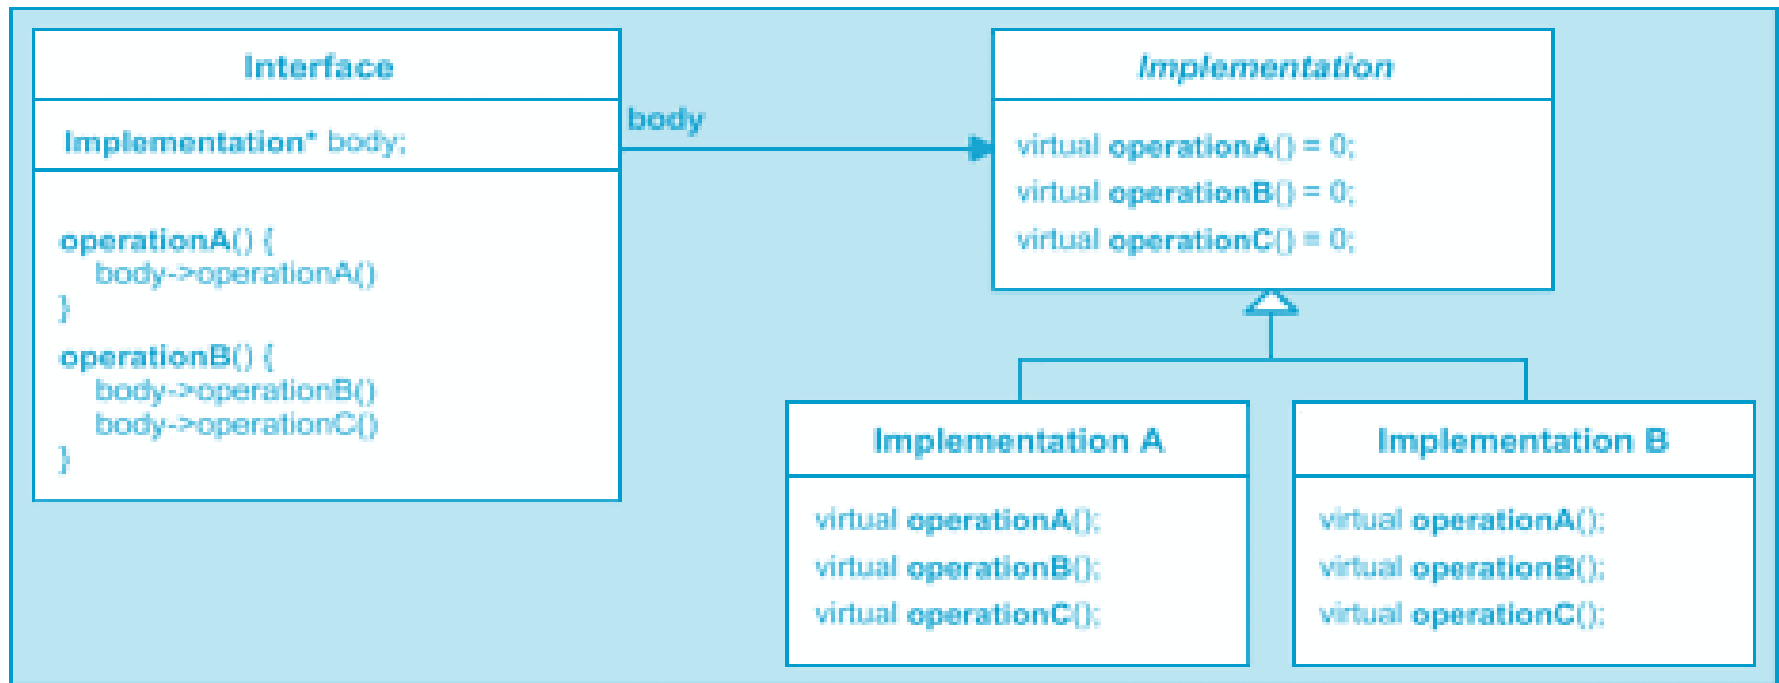 Interface
Implementation* body;
operationA() {
body->operationA()
}
operationB() {
body->operationB()
body->operationC()
}
body
Implementation
virtual operationA() = 0;
virtual operationB() = 0;
virtual operationC() = 0;
Implementation A
virtual operationA();
virtual operationB();
virtual operationC();
Implementation B
virtual operationA();
virtual operationB();
virtual operationC();